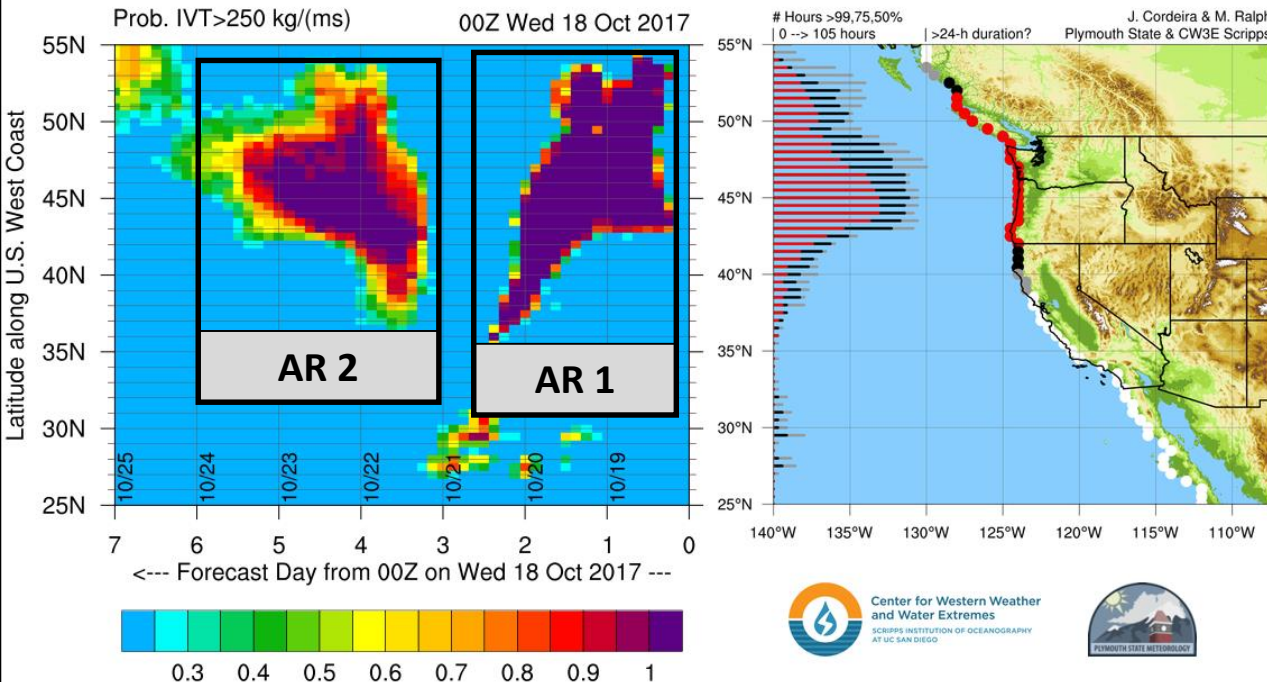 Prob. IVT>250 kg/(ms)
00Z Wed 18 Oct 2017
55N
50N
45N
40N
35N
30N
25N
Latitude along U.S. West Coast
AR 2
AR 1
10/25
10/24
10/23
10/22
10/21
10/20
10/19
7 6 5 4 3 2 1 0
<--- Forecast Day from 00Z on Wed 18 Oct 2017 ---
0.3 0.4 0.5 0.6 0.7 0.8 0.9 1
# Hours >99,75,50%
| 0 --> 105 hours
| >24-h duration?
J. Cordeira & M. Ralph
Plymouth State & CW3E Scripps
55°N
50°N
45°N
40°N
35°N
30°N
25°N
140°W 135°W 130°W 125°W 120°W 115°W 110°W
Center for Western Weather
and Water Extremes
SCRIPPS INSTITUTION OF OCEANOGRAPHY
AT UC SAN DIEGO
PLYMOUTH STATE METEOROLOGY